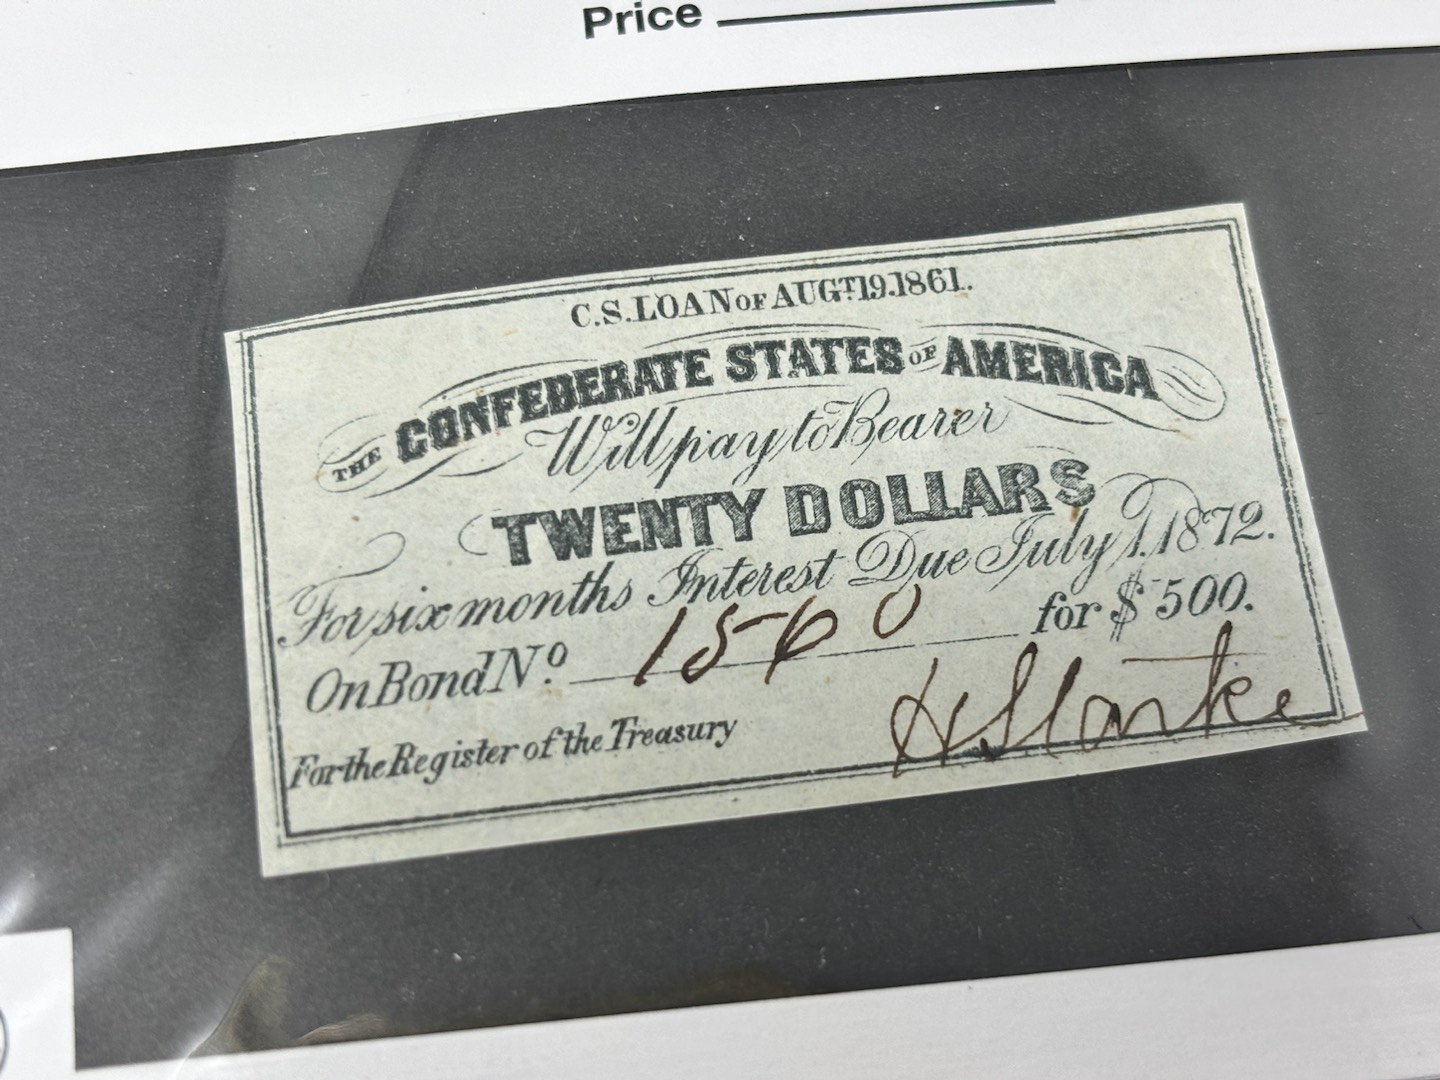 Price
C.S. LOAN OF AUGT. 19. 1861.
THE CONFEDERATE STATES OF AMERICA
Will pay to Bearer
TWENTY DOLLARS
For six months Interest Due July 1. 1872.
On Bond No. 1560 for $500.
For the Register of the Treasury